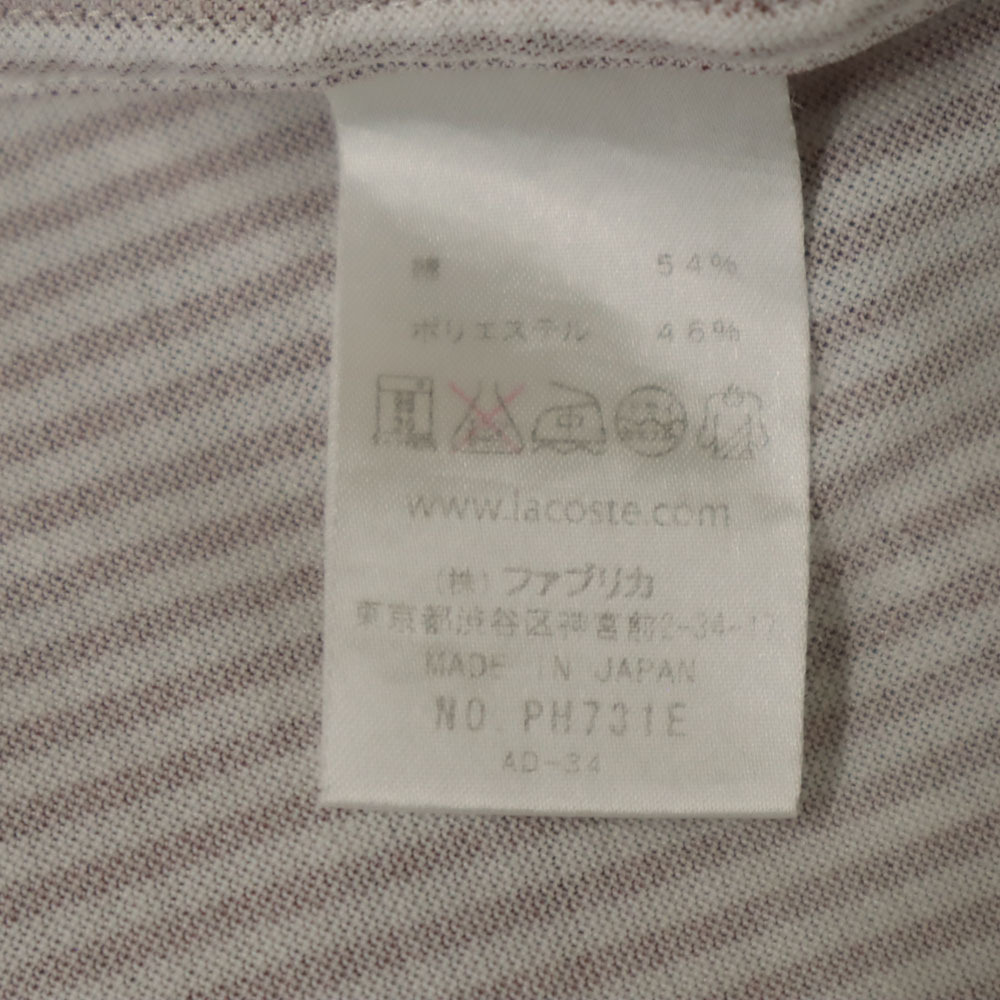 綿 54%
ポリエステル 46%
中
www.lacoste.com
(株)ファブリカ
東京都渋谷区神宮前2-34-17
MADE IN JAPAN
NO.PH731E
AD-34